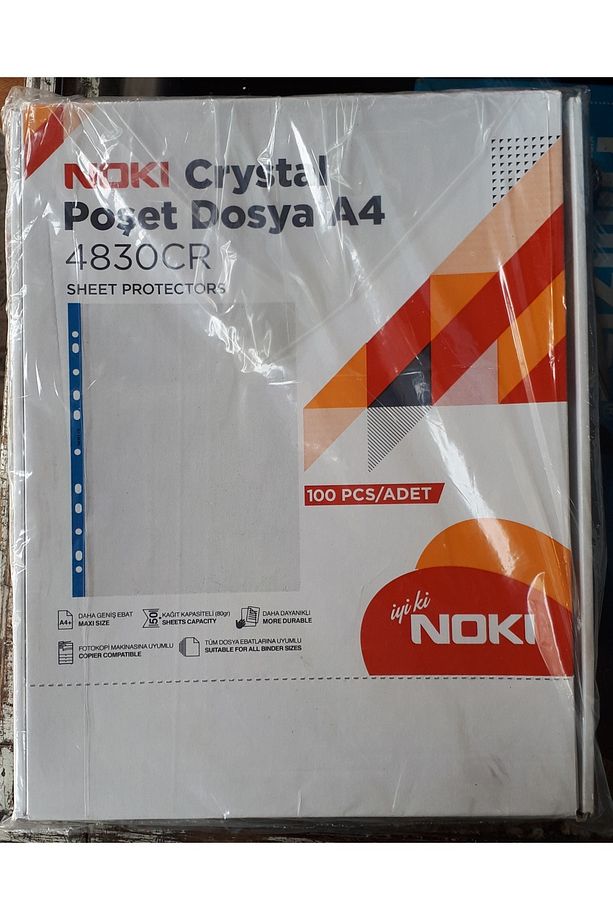 NOKI Crystal
Poşet Dosya A4
4830CR
SHEET PROTECTORS
100 PCS/ADET
iyi ki
NOKI
A4+
DAHA GENİŞ EBAT
MAXI SIZE
50
KAĞIT KAPASİTELİ (80gr)
SHEETS CAPACITY
DAHA DAYANIKLI
MORE DURABLE
FOTOKOPİ MAKİNASINA UYUMLU
COPIER COMPATIBLE
TÜM DOSYA EBATLARINA UYUMLU
SUITABLE FOR ALL BINDER SIZES